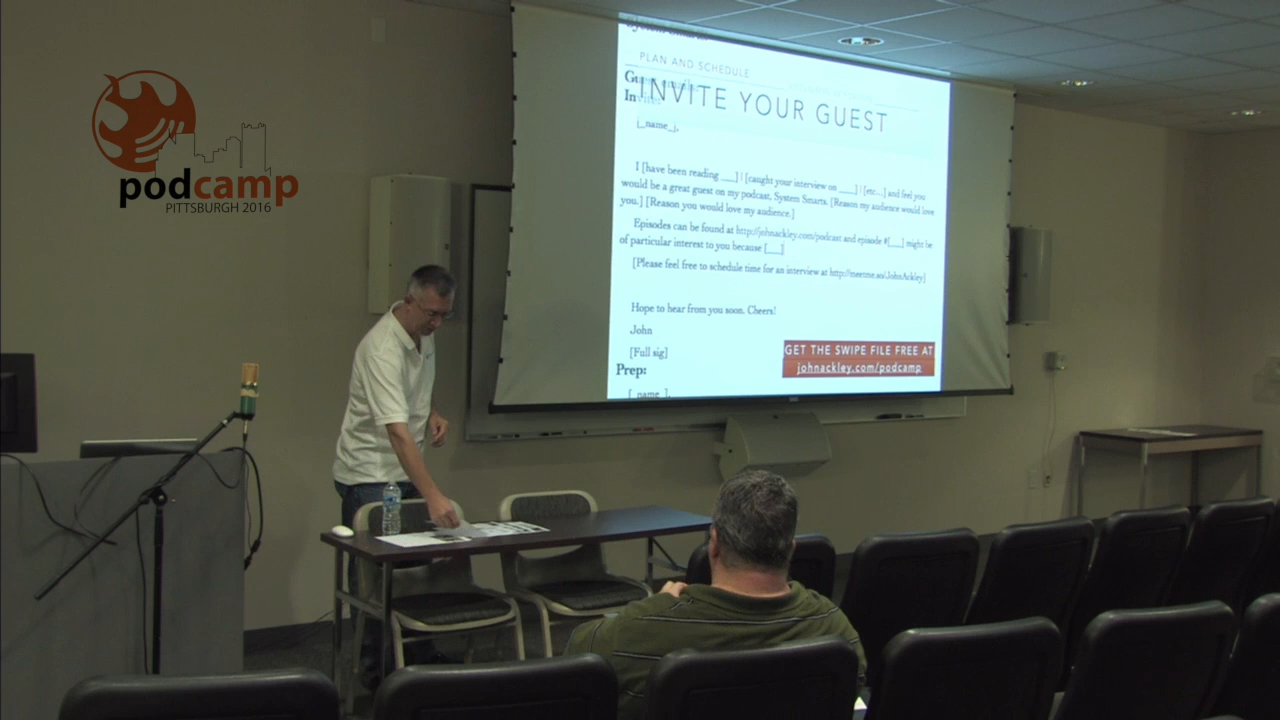 podcamp
PITTSBURGH 2016
PLAN AND SCHEDULE
INVITE YOUR GUEST
[_name_],
I [have been reading ___] | [caught your interview on ____] | [etc...] and feel you
would be a great guest on my podcast, System Smarts. [Reason my audience would love
you.] [Reason you would love my audience.]
Episodes can be found at http://johnackley.com/podcast and episode #[___] might be
of particular interest to you because [___]
[Please feel free to schedule time for an interview at http://meetme.so/JohnAckley]
Hope to hear from you soon. Cheers!
John
[Full sig]
GET THE SWIPE FILE FREE AT
johnackley.com/podcamp
Prep:
[_name_],